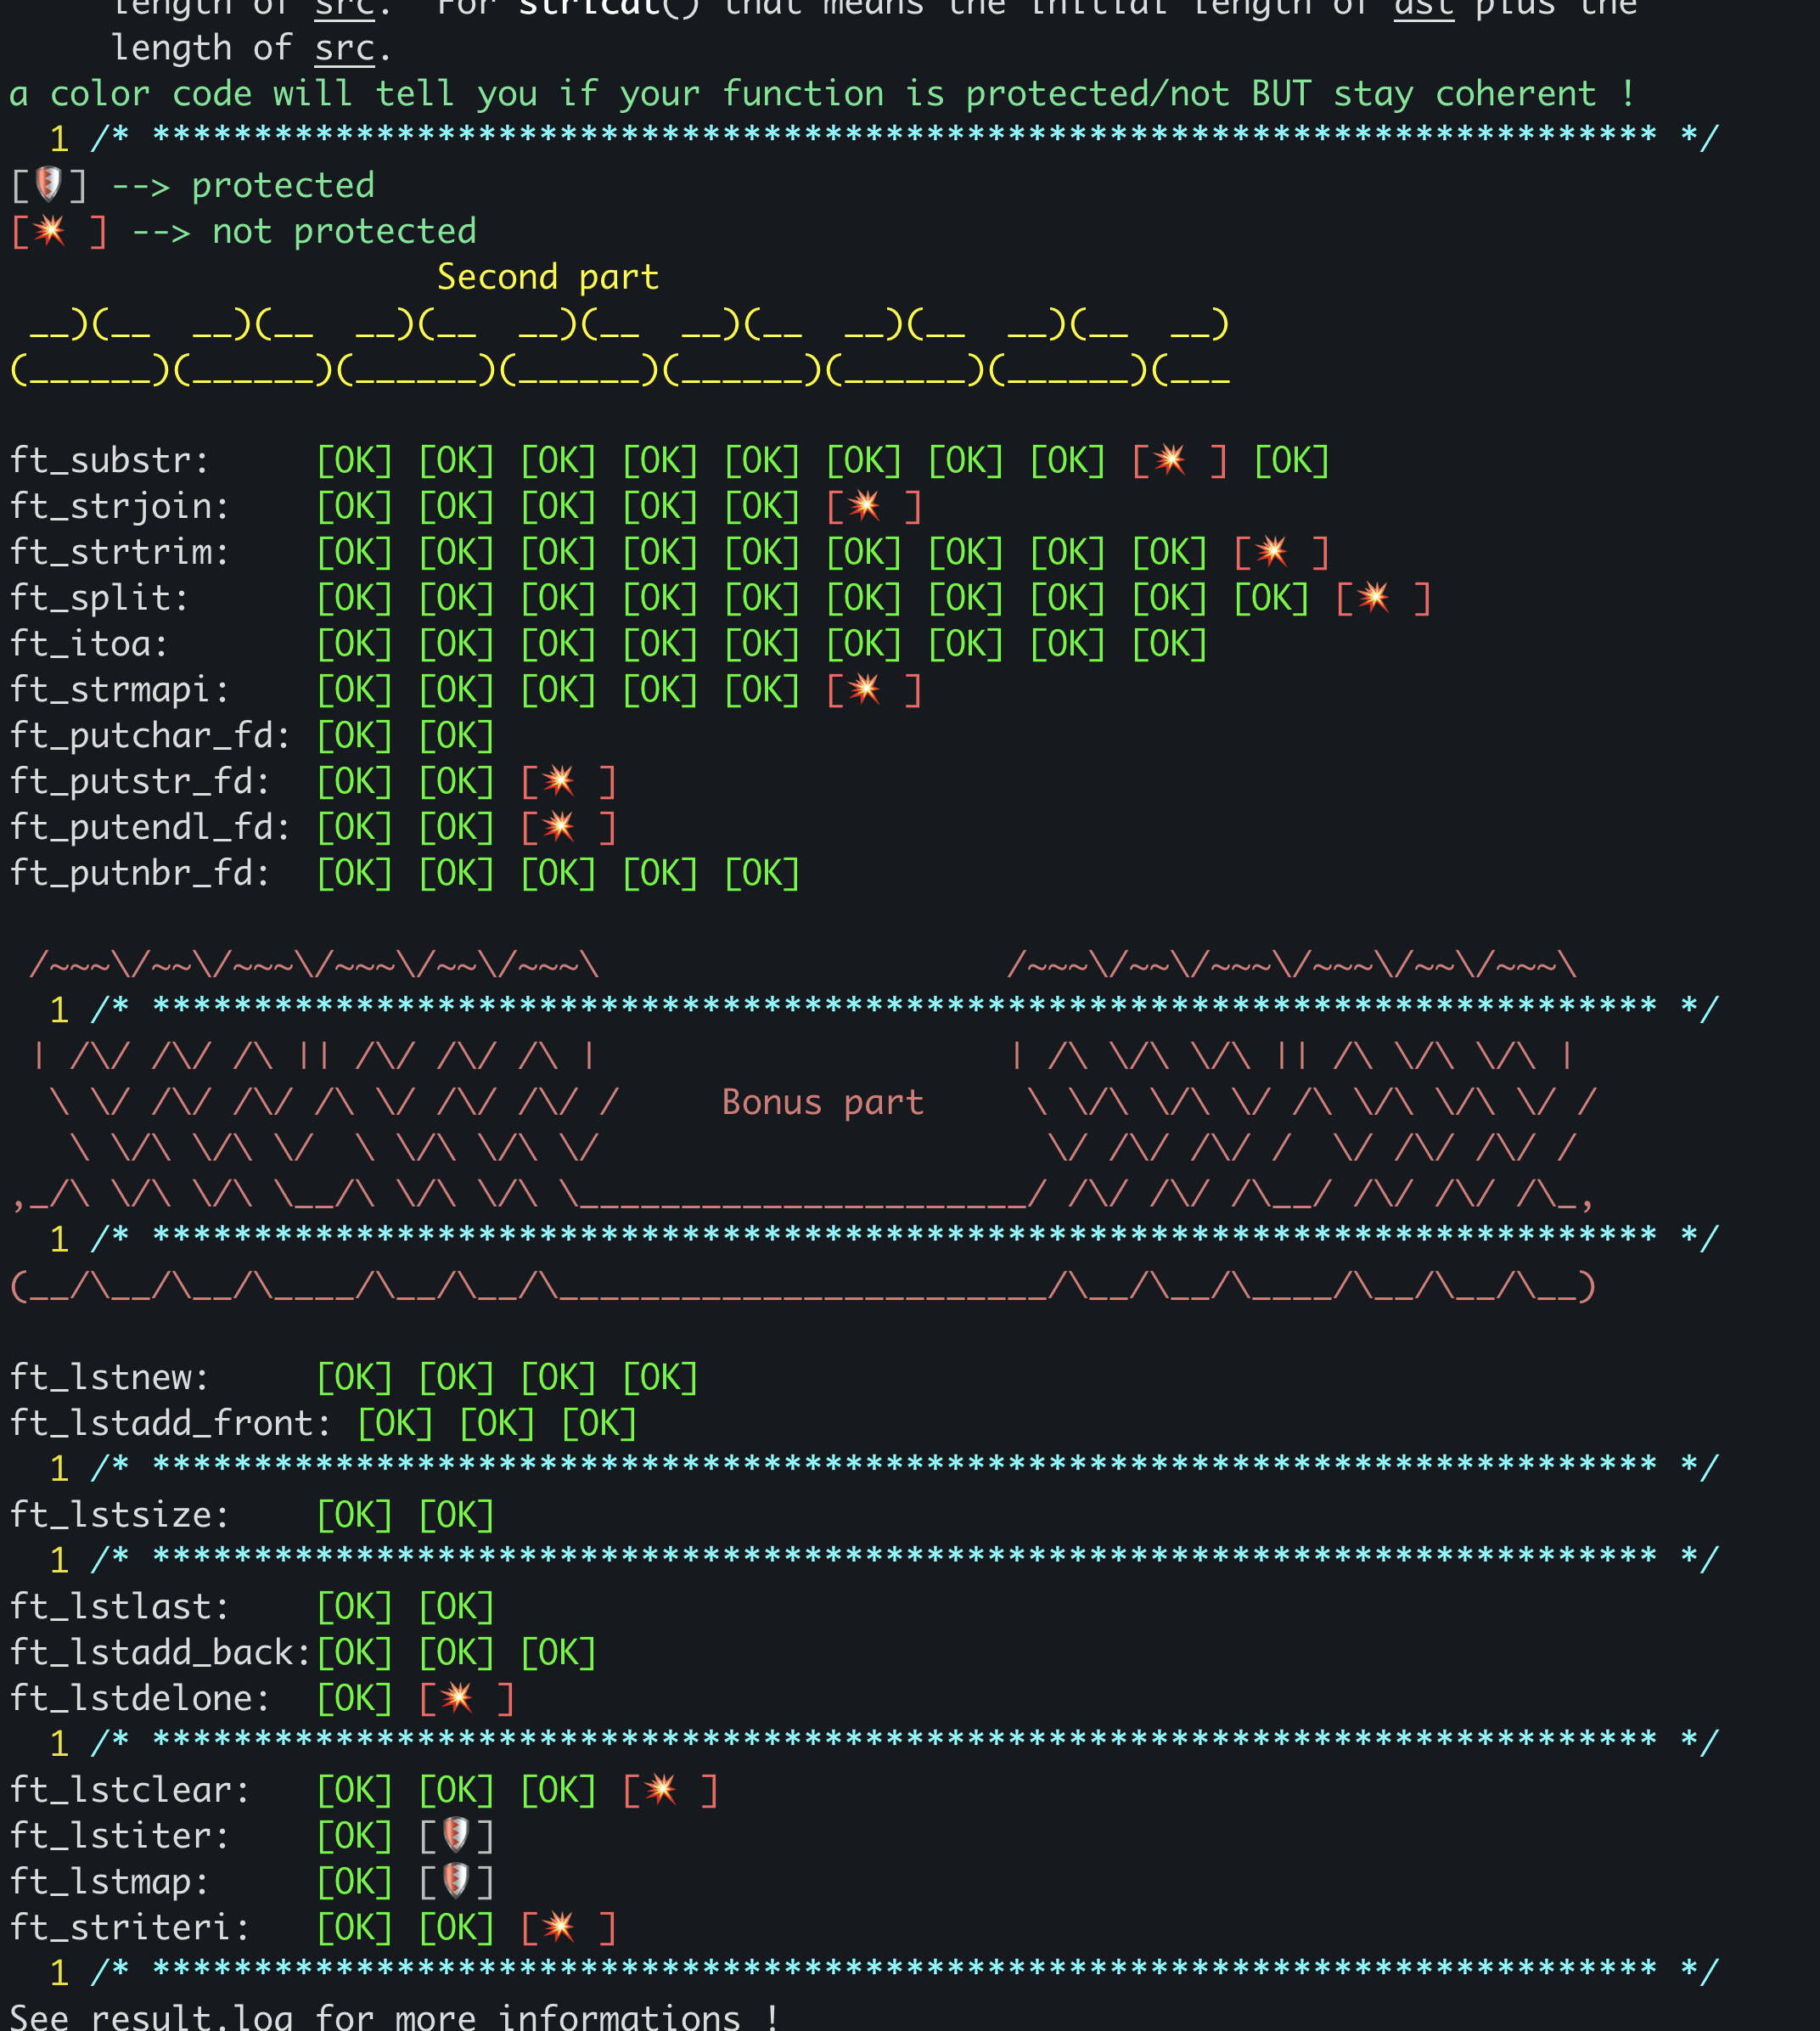 length of src. For strlcat() that means the initial length of dst plus the
length of src.
a color code will tell you if your function is protected/not BUT stay coherent !
1 /* ************************************************************************** */
[🛡] --> protected
[💥 ] --> not protected
Second part
__)(__  __)(__  __)(__  __)(__  __)(__  __)(__  __)(__  __)
(______)(______)(______)(______)(______)(______)(______)(___
ft_substr: [OK] [OK] [OK] [OK] [OK] [OK] [OK] [OK] [💥 ] [OK]
ft_strjoin: [OK] [OK] [OK] [OK] [OK] [💥 ]
ft_strtrim: [OK] [OK] [OK] [OK] [OK] [OK] [OK] [OK] [OK] [💥 ]
ft_split: [OK] [OK] [OK] [OK] [OK] [OK] [OK] [OK] [OK] [OK] [💥 ]
ft_itoa: [OK] [OK] [OK] [OK] [OK] [OK] [OK] [OK] [OK]
ft_strmapi: [OK] [OK] [OK] [OK] [OK] [💥 ]
ft_putchar_fd: [OK] [OK]
ft_putstr_fd: [OK] [OK] [💥 ]
ft_putendl_fd: [OK] [OK] [💥 ]
ft_putnbr_fd: [OK] [OK] [OK] [OK] [OK]
/~~~\/~~\/~~~\/~~~\/~~\/~~~\                    /~~~\/~~\/~~~\/~~~\/~~\/~~~\
1 /* ************************************************************************** */
| /\/ /\/ /\ || /\/ /\/ /\ |                    | /\ \/\ \/\ || /\ \/\ \/\ |
\ \/ /\/ /\/ /\ \/ /\/ /\/ /     Bonus part     \ \/\ \/\ \/ /\ \/\ \/\ \/ /
\ \/\ \/\ \/  \ \/\ \/\ \/                      \/ /\/ /\/ /  \/ /\/ /\/ /
,_/\ \/\ \/\ \__/\ \/\ \/\ \______________________/ /\/ /\/ /\__/ /\/ /\/ /\_,
1 /* ************************************************************************** */
(__/\__/\__/\____/\__/\__/\________________________/\__/\__/\____/\__/\__/\__)
ft_lstnew: [OK] [OK] [OK] [OK]
ft_lstadd_front: [OK] [OK] [OK]
1 /* ************************************************************************** */
ft_lstsize: [OK] [OK]
1 /* ************************************************************************** */
ft_lstlast: [OK] [OK]
ft_lstadd_back:[OK] [OK] [OK]
ft_lstdelone: [OK] [💥 ]
1 /* ************************************************************************** */
ft_lstclear: [OK] [OK] [OK] [💥 ]
ft_lstiter: [OK] [🛡]
ft_lstmap: [OK] [🛡]
ft_striteri: [OK] [OK] [💥 ]
1 /* ************************************************************************** */
See result.log for more informations !